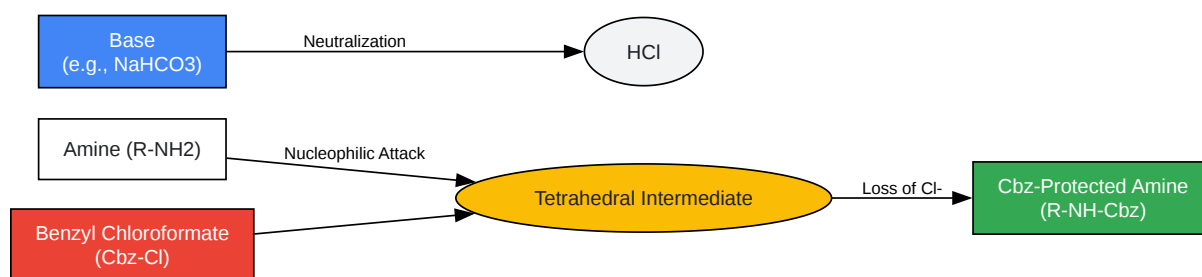 Base
(e.g., NaHCO3)
Neutralization
HCl
Amine (R-NH2)
Nucleophilic Attack
Benzyl Chloroformate
(Cbz-Cl)
Tetrahedral Intermediate
Loss of Cl-
Cbz-Protected Amine
(R-NH-Cbz)